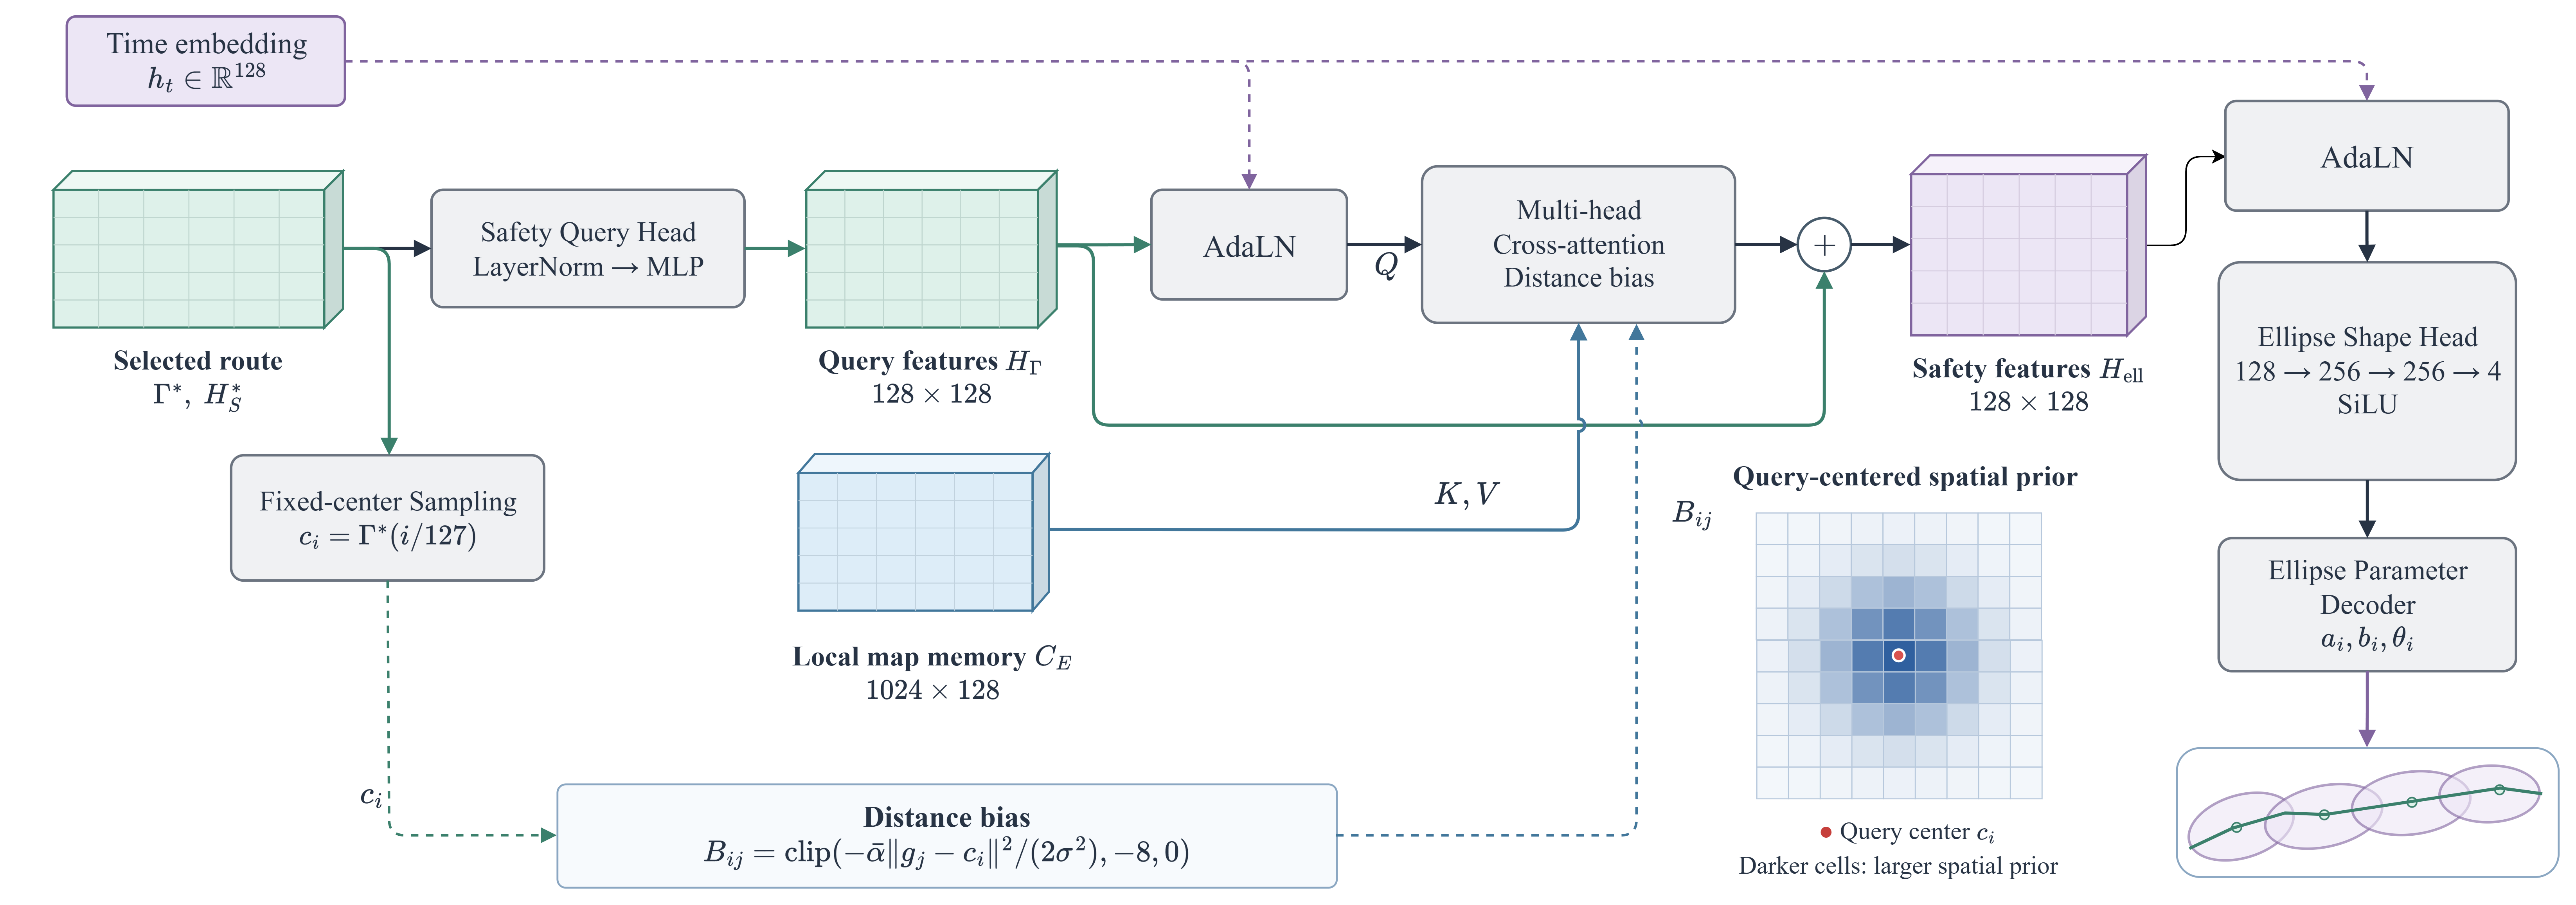 Time embedding
h_t ∈ ℝ^128
Selected route
Γ*, H*_S
Safety Query Head
LayerNorm → MLP
Query features H_Γ
128 × 128
AdaLN
Q
Multi-head
Cross-attention
Distance bias
+
Safety features H_ell
128 × 128
AdaLN
Ellipse Shape Head
128 → 256 → 256 → 4
SiLU
Ellipse Parameter
Decoder
a_i, b_i, θ_i
Fixed-center Sampling
c_i = Γ*(i/127)
c_i
Local map memory C_E
1024 × 128
K, V
B_ij
Distance bias
B_ij = clip(−ᾱ‖g_j − c_i‖²/(2σ²), −8, 0)
Query-centered spatial prior
Query center c_i
Darker cells: larger spatial prior